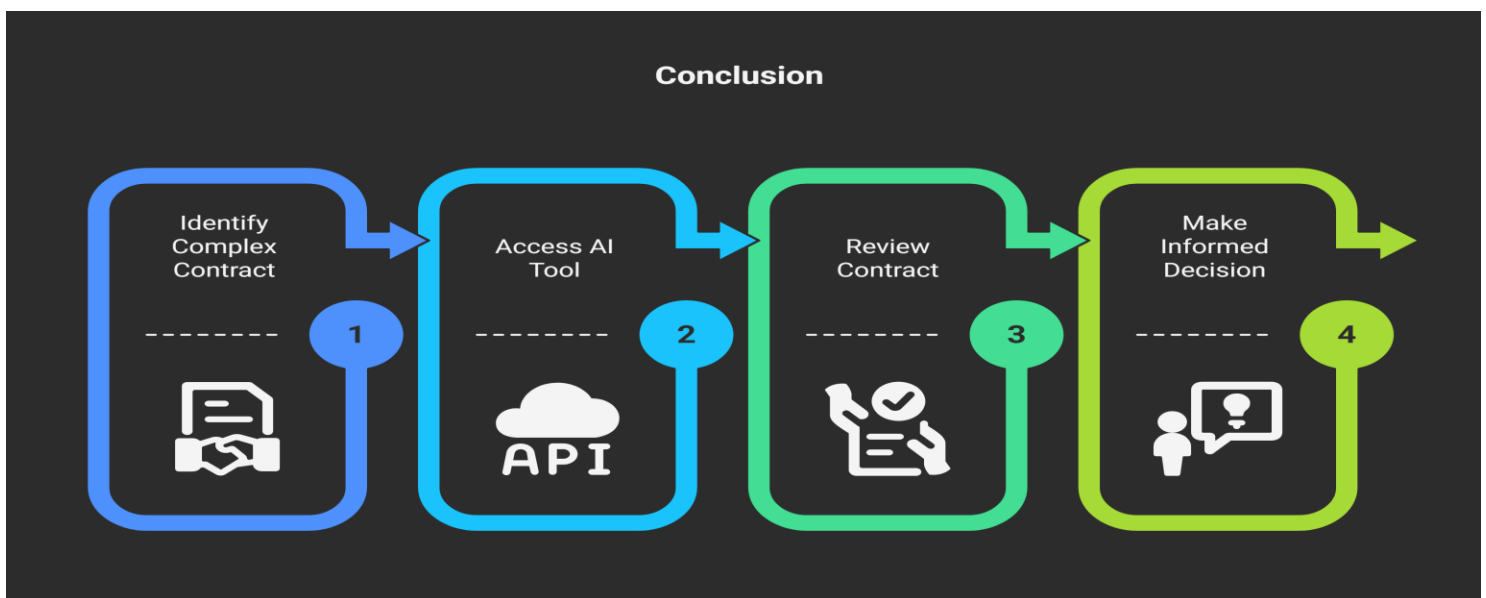 Conclusion
Identify
Complex
Contract
1
Access AI
Tool
2
API
Review
Contract
3
Make
Informed
Decision
4